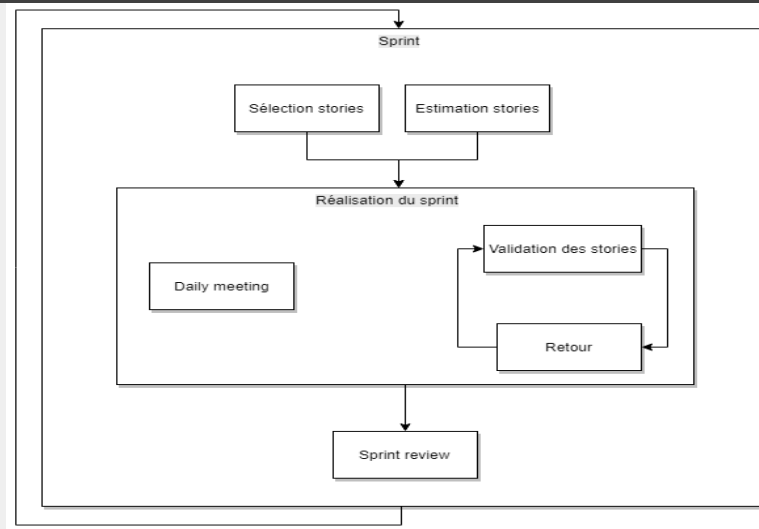 Sprint
Sélection stories
Estimation stories
Réalisation du sprint
Validation des stories
Daily meeting
Retour
Sprint review